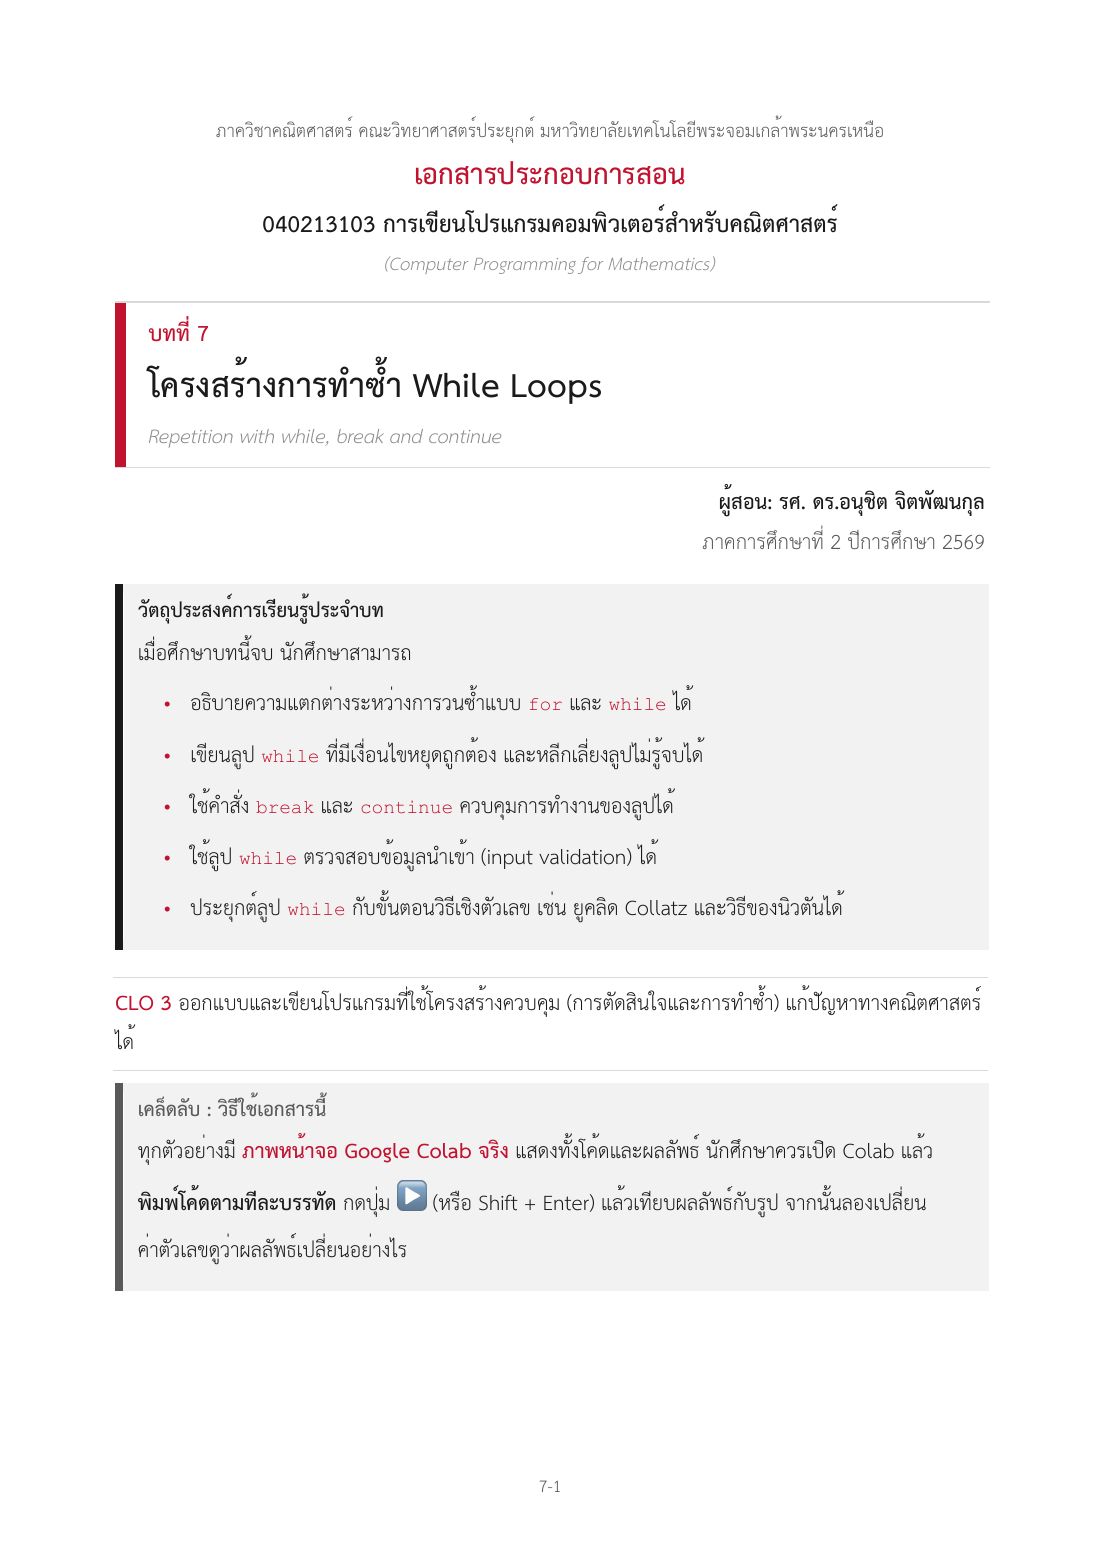 ภาควิชาคณิตศาสตร์ คณะวิทยาศาสตร์ประยุกต์ มหาวิทยาลัยเทคโนโลยีพระจอมเกล้าพระนครเหนือ
เอกสารประกอบการสอน
040213103 การเขียนโปรแกรมคอมพิวเตอร์สำหรับคณิตศาสตร์
(Computer Programming for Mathematics)
บทที่ 7
โครงสร้างการทำซ้ำ While Loops
Repetition with while, break and continue
ผู้สอน: รศ. ดร.อนุชิต จิตพัฒนกุล
ภาคการศึกษาที่ 2 ปีการศึกษา 2569
วัตถุประสงค์การเรียนรู้ประจำบท
เมื่อศึกษาบทนี้จบ นักศึกษาสามารถ
• อธิบายความแตกต่างระหว่างการวนซ้ำแบบ for และ while ได้
• เขียนลูป while ที่มีเงื่อนไขหยุดถูกต้อง และหลีกเลี่ยงลูปไม่รู้จบได้
• ใช้คำสั่ง break และ continue ควบคุมการทำงานของลูปได้
• ใช้ลูป while ตรวจสอบข้อมูลนำเข้า (input validation) ได้
• ประยุกต์ลูป while กับขั้นตอนวิธีเชิงตัวเลข เช่น ยูคลิด Collatz และวิธีของนิวตันได้
CLO 3 ออกแบบและเขียนโปรแกรมที่ใช้โครงสร้างควบคุม (การตัดสินใจและการทำซ้ำ) แก้ปัญหาทางคณิตศาสตร์
ได้
เคล็ดลับ : วิธีใช้เอกสารนี้
ทุกตัวอย่างมี ภาพหน้าจอ Google Colab จริง แสดงทั้งโค้ดและผลลัพธ์ นักศึกษาควรเปิด Colab แล้ว
พิมพ์โค้ดตามทีละบรรทัด กดปุ่ม ▶ (หรือ Shift + Enter) แล้วเทียบผลลัพธ์กับรูป จากนั้นลองเปลี่ยน
ค่าตัวเลขดูว่าผลลัพธ์เปลี่ยนอย่างไร
7-1